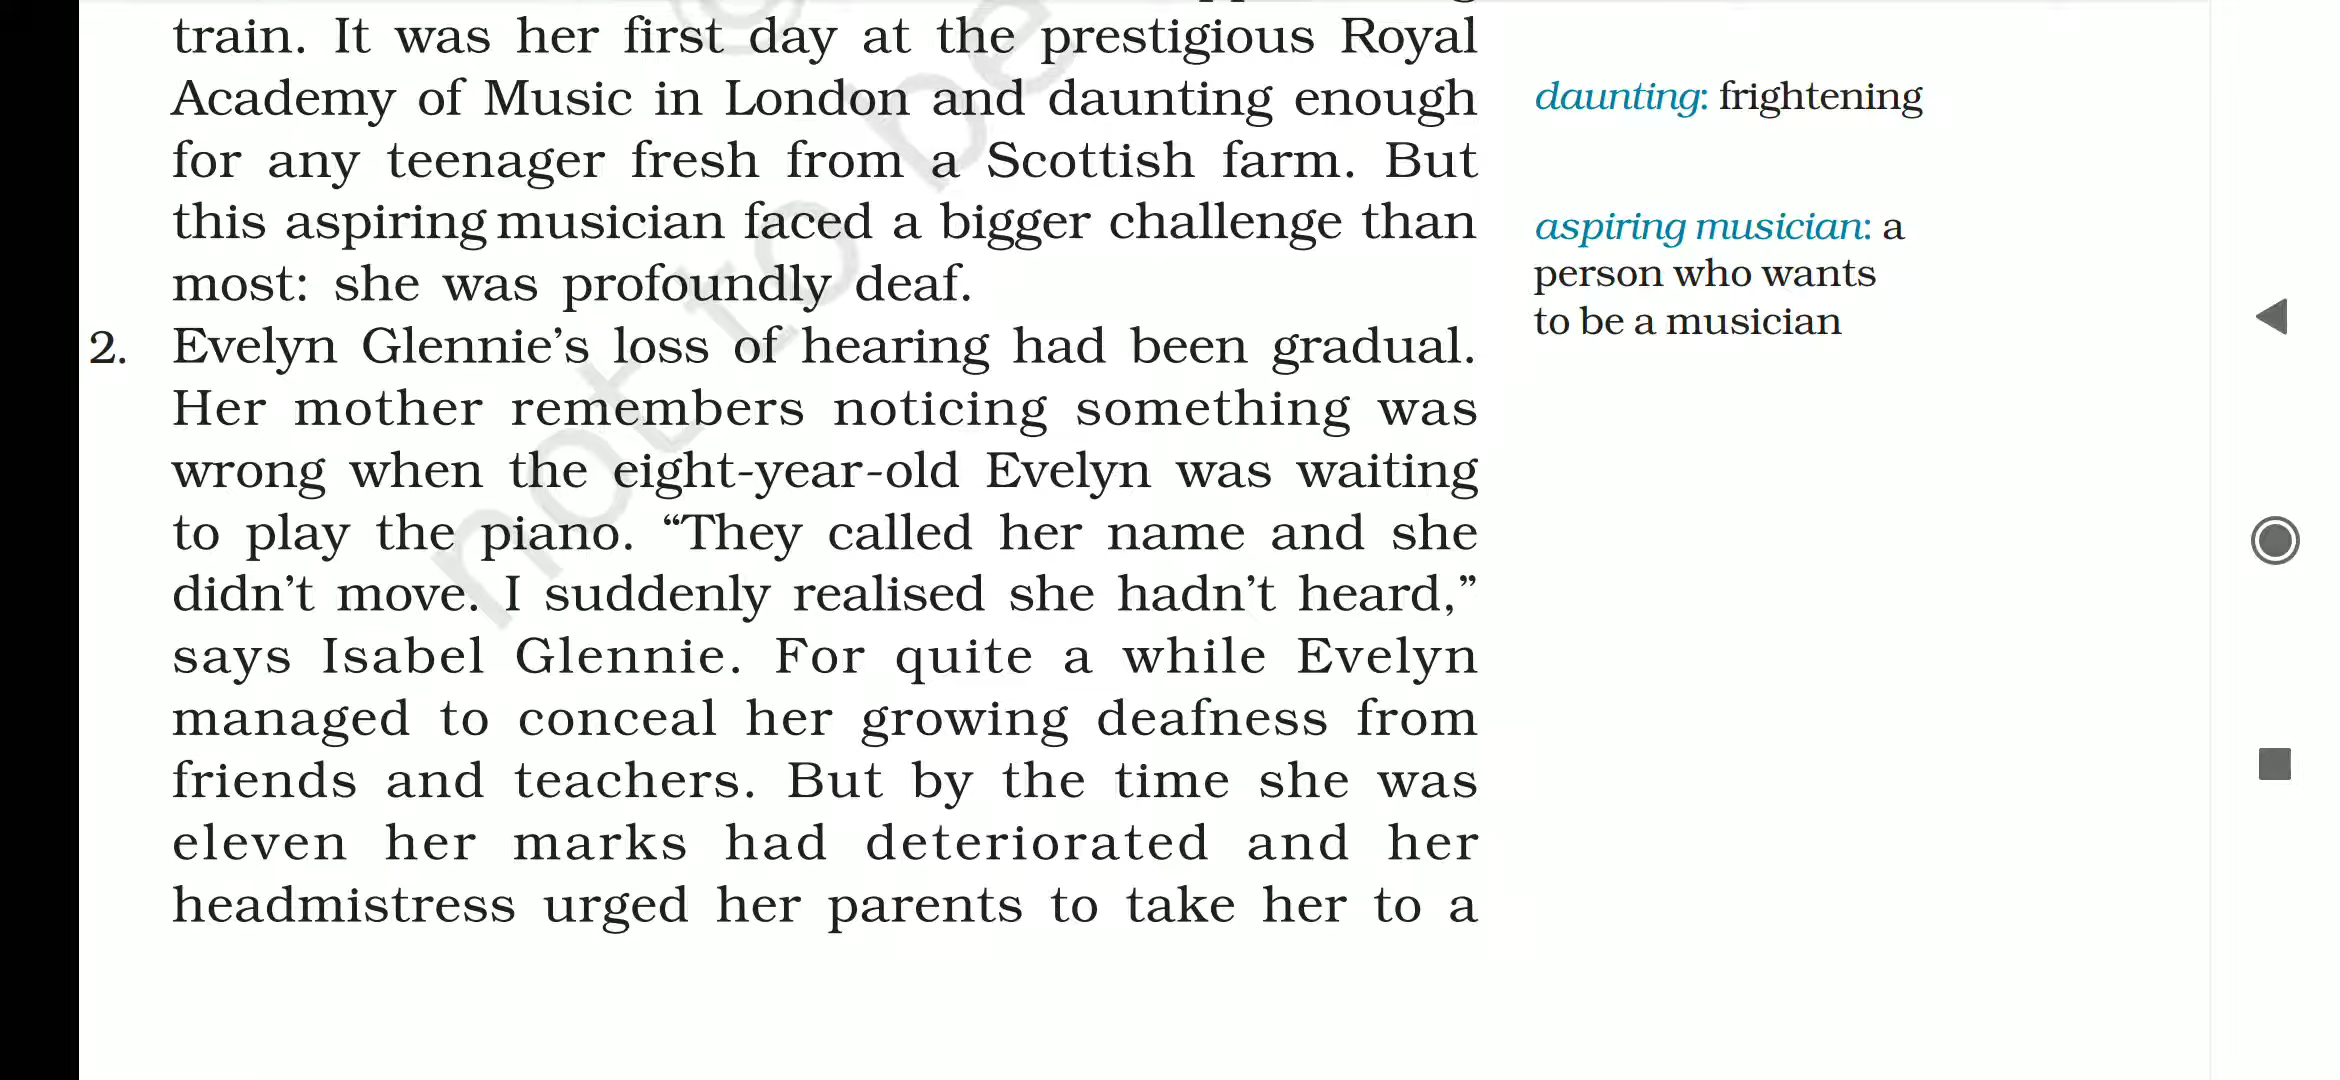 train. It was her first day at the prestigious Royal
Academy of Music in London and daunting enough
for any teenager fresh from a Scottish farm. But
this aspiring musician faced a bigger challenge than
most: she was profoundly deaf.
2. Evelyn Glennie’s loss of hearing had been gradual.
Her mother remembers noticing something was
wrong when the eight-year-old Evelyn was waiting
to play the piano. “They called her name and she
didn’t move. I suddenly realised she hadn’t heard,”
says Isabel Glennie. For quite a while Evelyn
managed to conceal her growing deafness from
friends and teachers. But by the time she was
eleven her marks had deteriorated and her
headmistress urged her parents to take her to a
daunting: frightening
aspiring musician: a
person who wants
to be a musician
not to be